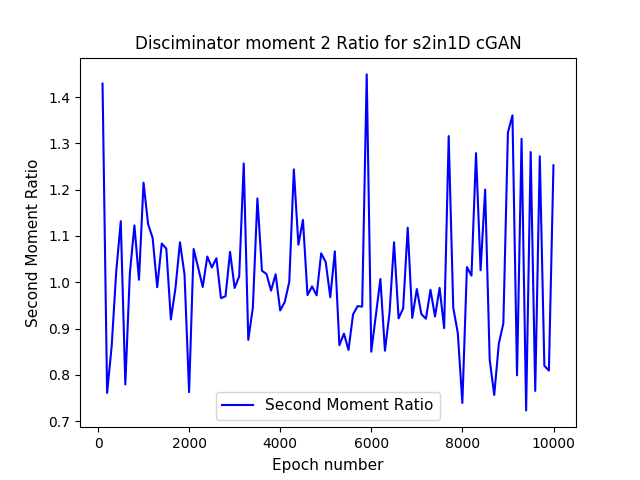 Disciminator moment 2 Ratio for s2in1D cGAN
Second Moment Ratio
1.4
1.3
1.2
1.1
1.0
0.9
0.8
0.7
Second Moment Ratio
0 2000 4000 6000 8000 10000
Epoch number